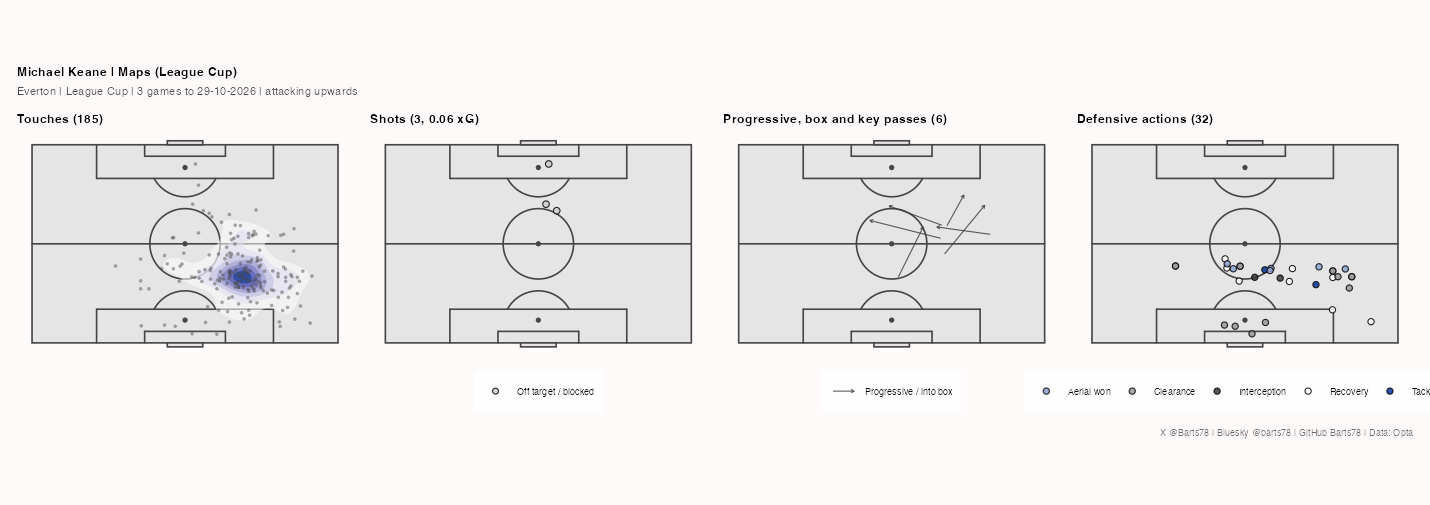 Michael Keane | Maps (League Cup)
Everton | League Cup | 3 games to 29-10-2026 | attacking upwards
Touches (185)
Shots (3, 0.06 xG)
Progressive, box and key passes (6)
Defensive actions (32)
Off target / blocked
Progressive / into box
Aerial won
Clearance
Interception
Recovery
Tack
X @Barts78 | Bluesky @barts78 | GitHub Barts78 | Data: Opta